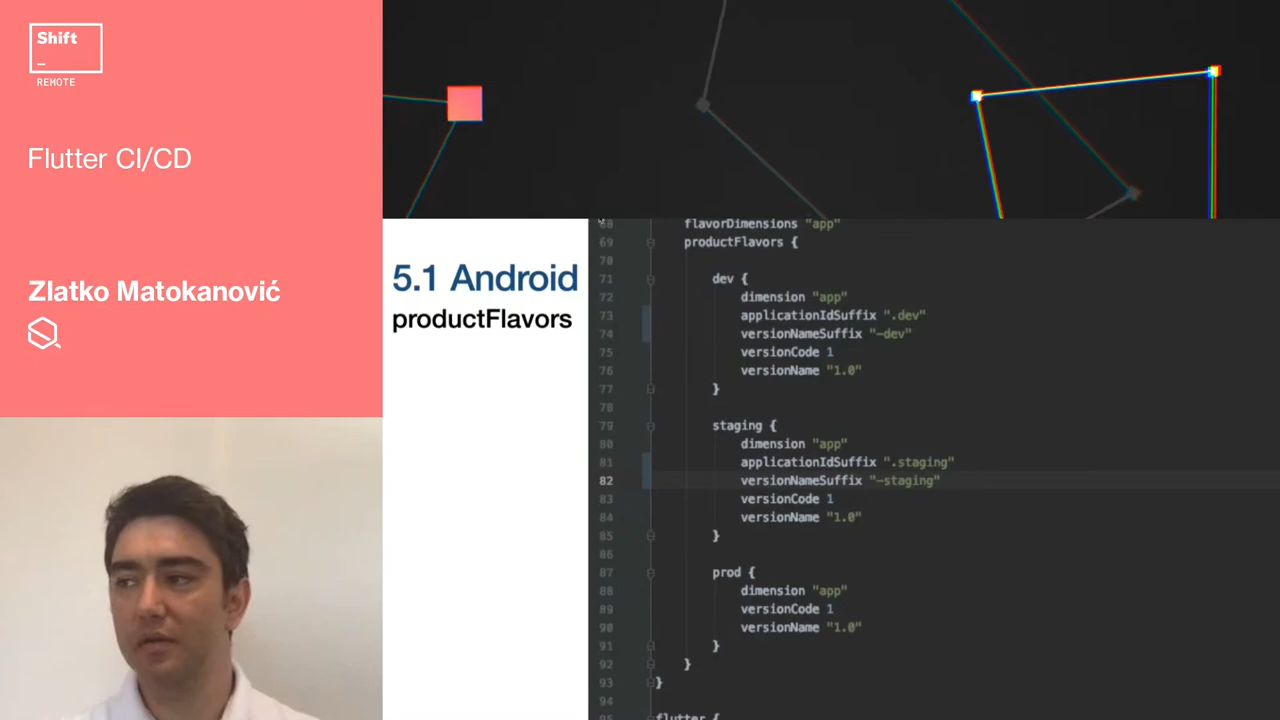 Shift
_
REMOTE
Flutter CI/CD
Zlatko Matokanović
5.1 Android
productFlavors
68 flavorDimensions "app"
69 productFlavors {
70
71 dev {
72 dimension "app"
73 applicationIdSuffix ".dev"
74 versionNameSuffix "-dev"
75 versionCode 1
76 versionName "1.0"
77 }
78
79 staging {
80 dimension "app"
81 applicationIdSuffix ".staging"
82 versionNameSuffix "-staging"
83 versionCode 1
84 versionName "1.0"
85 }
86
87 prod {
88 dimension "app"
89 versionCode 1
90 versionName "1.0"
91 }
92 }
93 }
94
95 flutter {